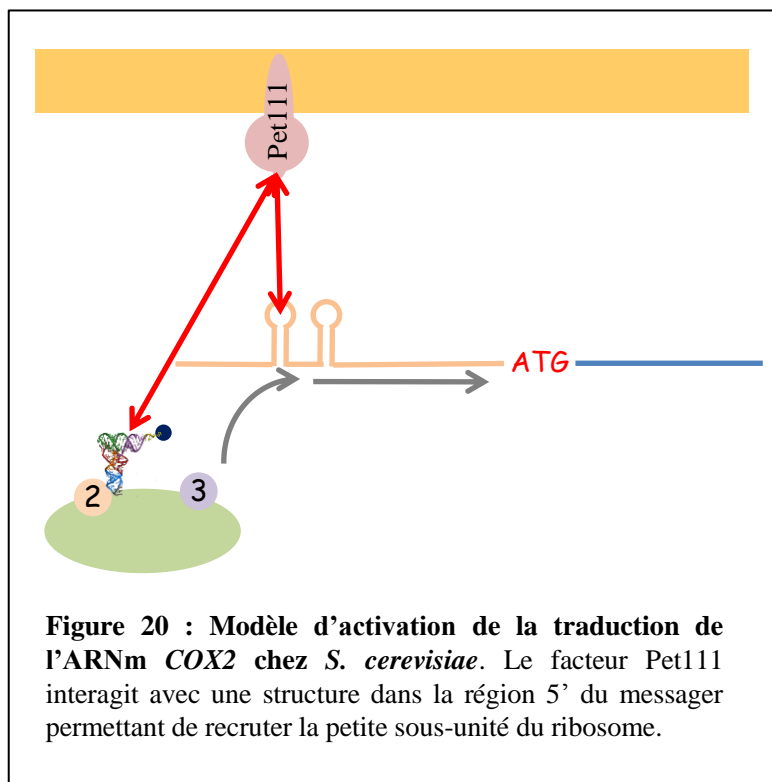 Pet111
ATG
2
3
Figure 20 : Modèle d’activation de la traduction de
l’ARNm COX2 chez S. cerevisiae. Le facteur Pet111
interagit avec une structure dans la région 5’ du messager
permettant de recruter la petite sous-unité du ribosome.